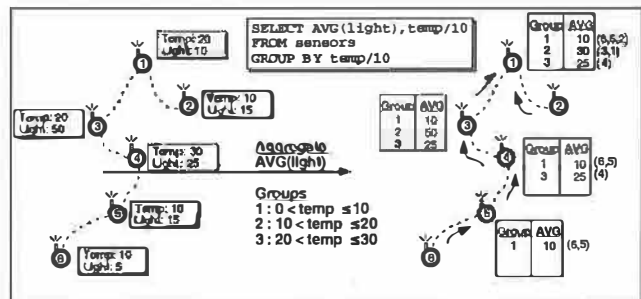 Temp: 20
Light: 10
1
SELECT AVG(light),temp/10
FROM sensors
GROUP BY temp/10
Temp: 10
Light: 15
2
Temp: 20
Light: 50
3
Temp: 30
Light: 25
4
Temp: 10
Light: 15
5
Temp: 10
Light: 5
6
Aggregate
AVG(light)
Groups
1 : 0 < temp ≤ 10
2 : 10 < temp ≤ 20
3 : 20 < temp ≤ 30
Group AVG
1 10 (6,5,2)
2 30 (3,1)
3 25 (4)
1
2
Group AVG
1 10
2 50
3 25
3
4
Group AVG
1 10 (6,5)
3 25 (4)
5
Group AVG
1 10 (6,5)
6